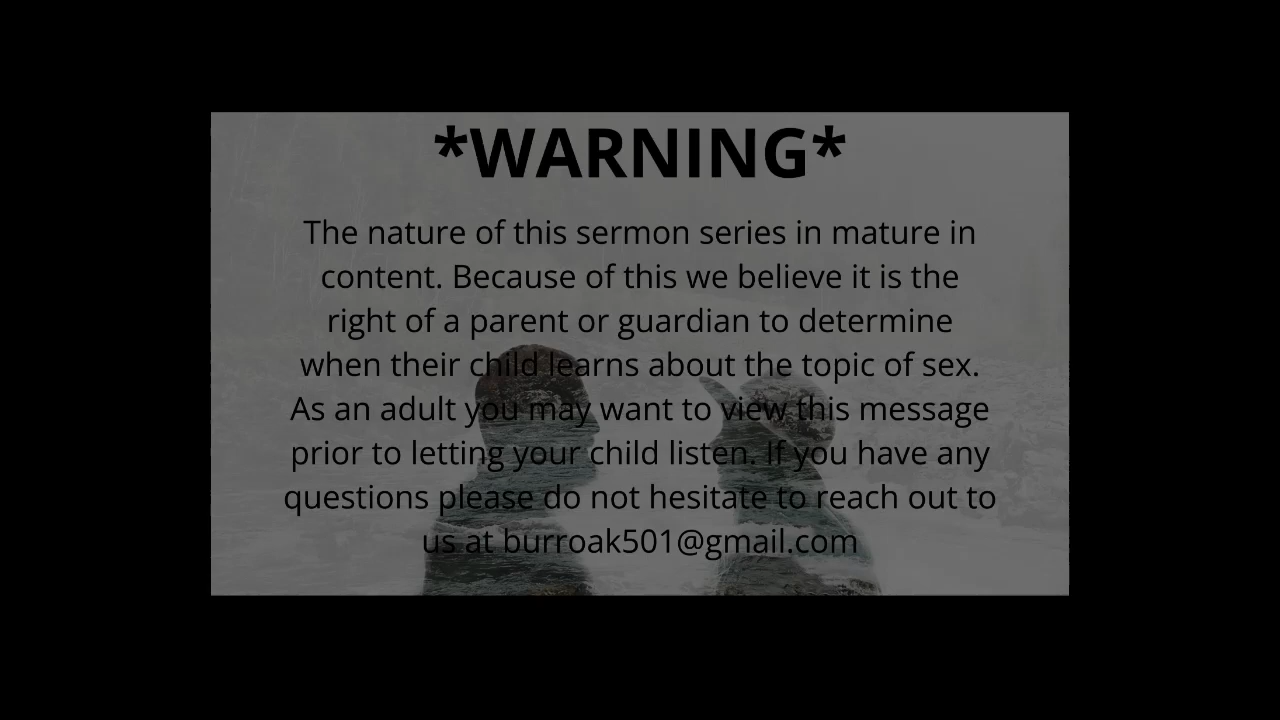 *WARNING*
The nature of this sermon series in mature in
content. Because of this we believe it is the
right of a parent or guardian to determine
when their child learns about the topic of sex.
As an adult you may want to view this message
prior to letting your child listen. If you have any
questions please do not hesitate to reach out to
us at burroak501@gmail.com